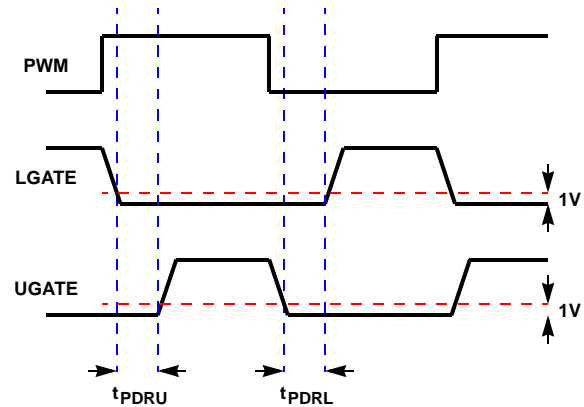 PWM
LGATE
1V
UGATE
1V
tPDRU
tPDRL